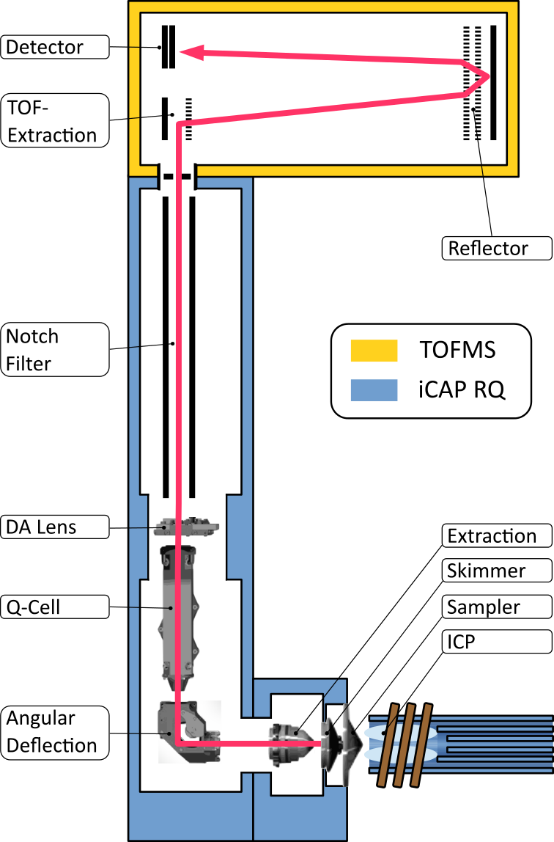 Detector
TOF-
Extraction
Reflector
Notch
Filter
TOFMS
iCAP RQ
DA Lens
Extraction
Skimmer
Q-Cell
Sampler
ICP
Angular
Deflection